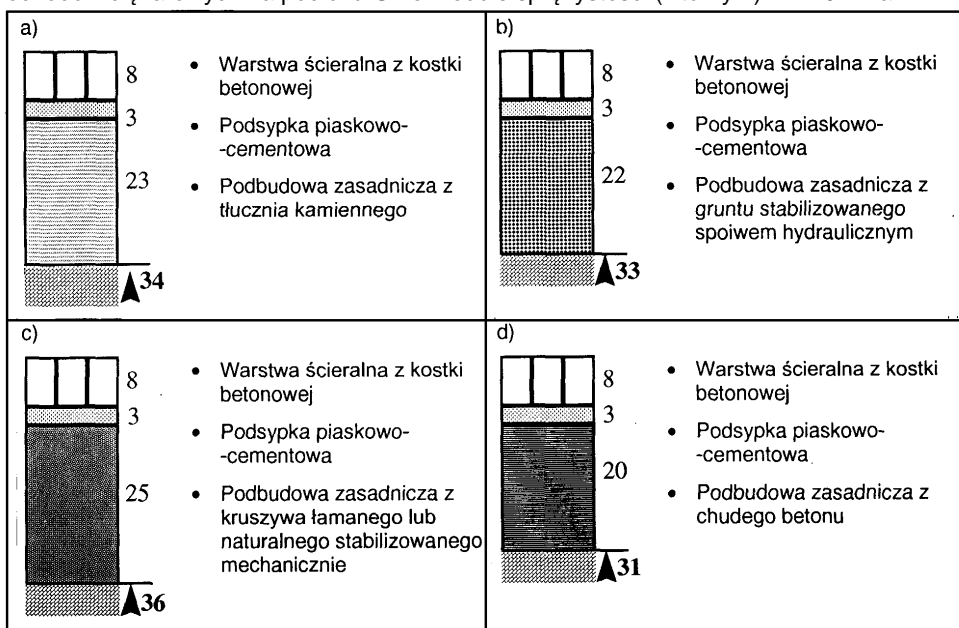 a)
8
3
23
34
• Warstwa ścieralna z kostki
betonowej
• Podsypka piaskowo-
-cementowa
• Podbudowa zasadnicza z
tłucznia kamiennego
b)
8
3
22
33
• Warstwa ścieralna z kostki
betonowej
• Podsypka piaskowo-
-cementowa
• Podbudowa zasadnicza z
gruntu stabilizowanego
spoiwem hydraulicznym
c)
8
3
25
36
• Warstwa ścieralna z kostki
betonowej
• Podsypka piaskowo-
-cementowa
• Podbudowa zasadnicza z
kruszywa łamanego lub
naturalnego stabilizowanego
mechanicznie
d)
8
3
20
31
• Warstwa ścieralna z kostki
betonowej
• Podsypka piaskowo-
-cementowa
• Podbudowa zasadnicza z
chudego betonu